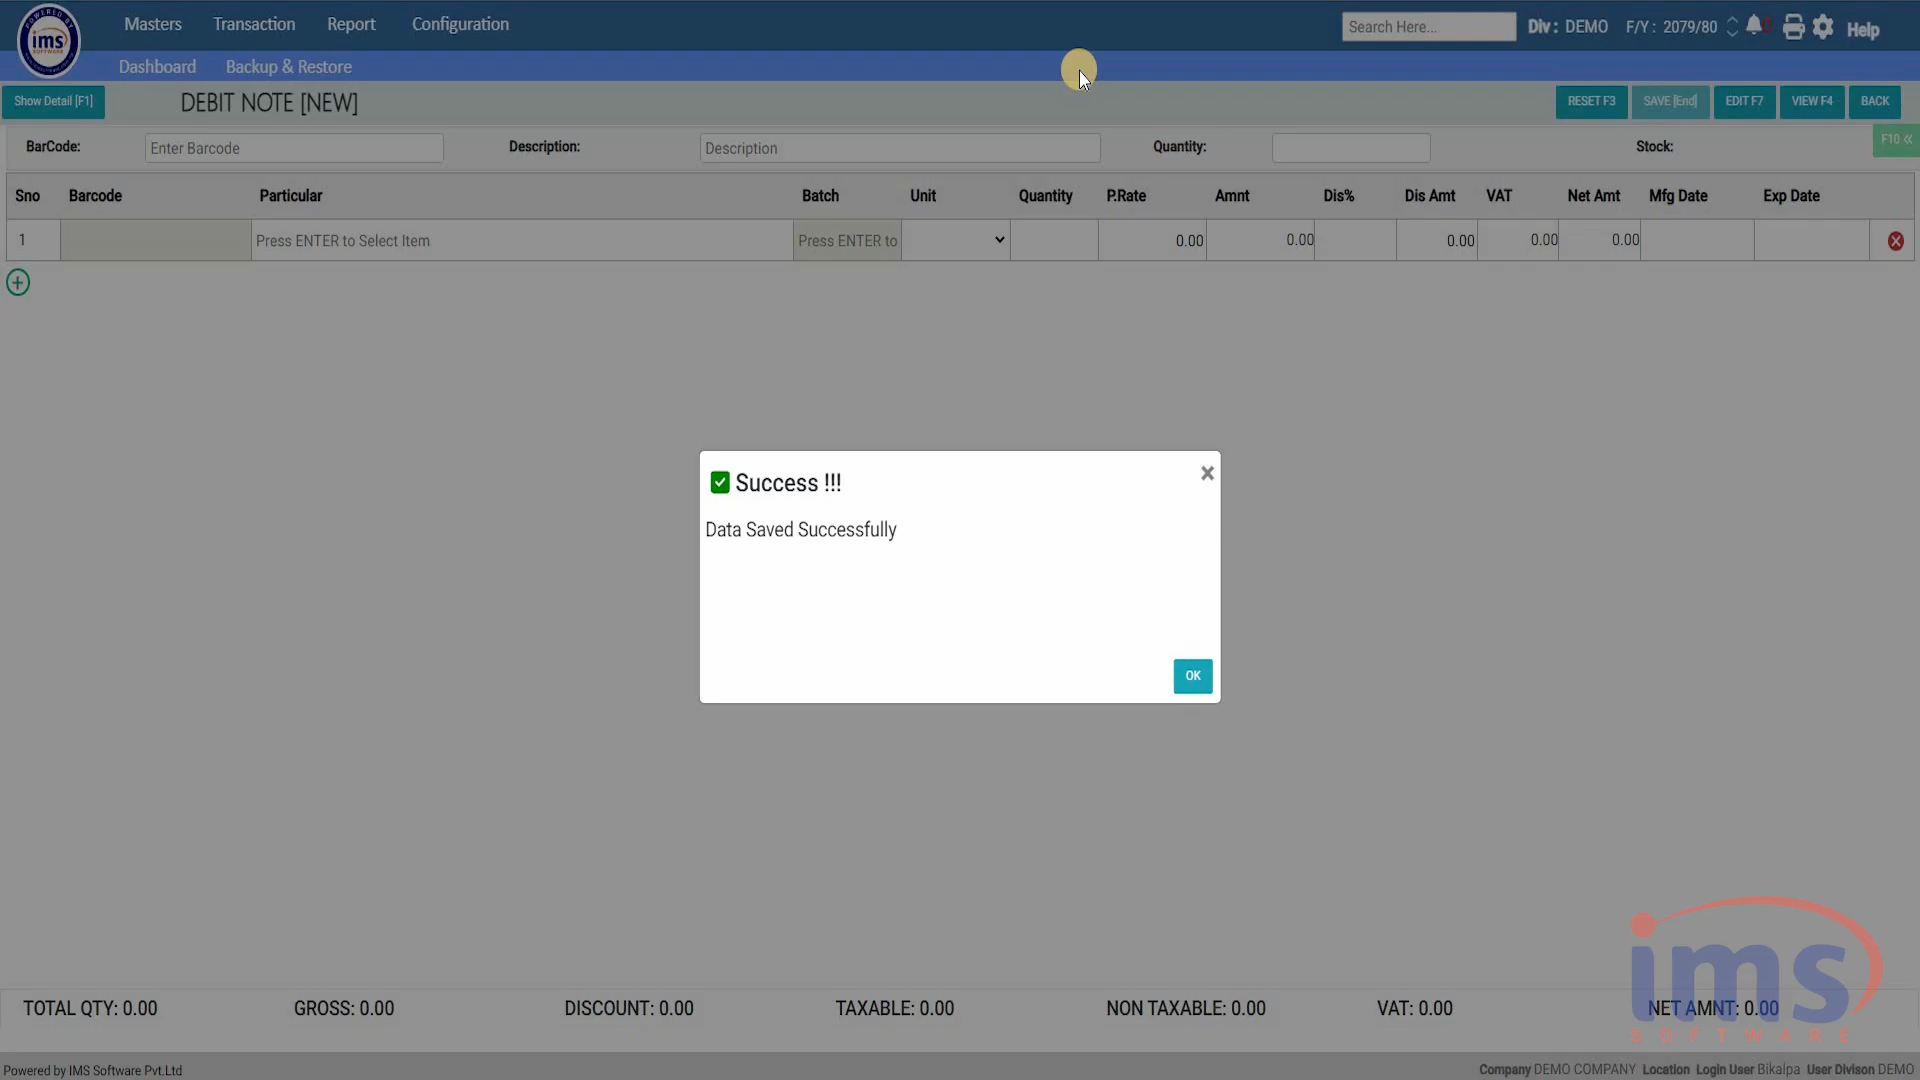 POWERED BY
ims
SOFTWARE
Masters Transaction Report Configuration
Search Here... Div : DEMO F/Y : 2079/80 Help
Dashboard Backup & Restore
Show Detail [F1] DEBIT NOTE [NEW] RESET F3 SAVE [End] EDIT F7 VIEW F4 BACK
BarCode: Enter Barcode Description: Description Quantity: Stock: F10 «
Sno Barcode Particular Batch Unit Quantity P.Rate Amnt Dis% Dis Amt VAT Net Amt Mfg Date Exp Date
1 Press ENTER to Select Item Press ENTER to 0.00 0.00 0.00 0.00 0.00
Success !!!
Data Saved Successfully
OK
ims
SOFTWARE
TOTAL QTY: 0.00 GROSS: 0.00 DISCOUNT: 0.00 TAXABLE: 0.00 NON TAXABLE: 0.00 VAT: 0.00 NET AMNT: 0.00
Powered by IMS Software Pvt.Ltd Company DEMO COMPANY Location Login User Bikalpa User Divison DEMO